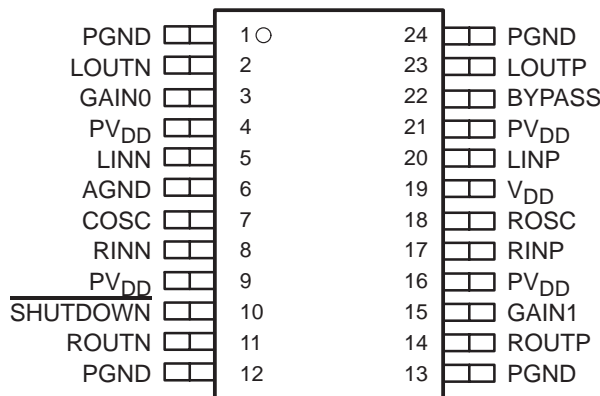 PGND 1 24 PGND
LOUTN 2 23 LOUTP
GAIN0 3 22 BYPASS
PVDD 4 21 PVDD
LINN 5 20 LINP
AGND 6 19 VDD
COSC 7 18 ROSC
RINN 8 17 RINP
PVDD 9 16 PVDD
SHUTDOWN 10 15 GAIN1
ROUTN 11 14 ROUTP
PGND 12 13 PGND